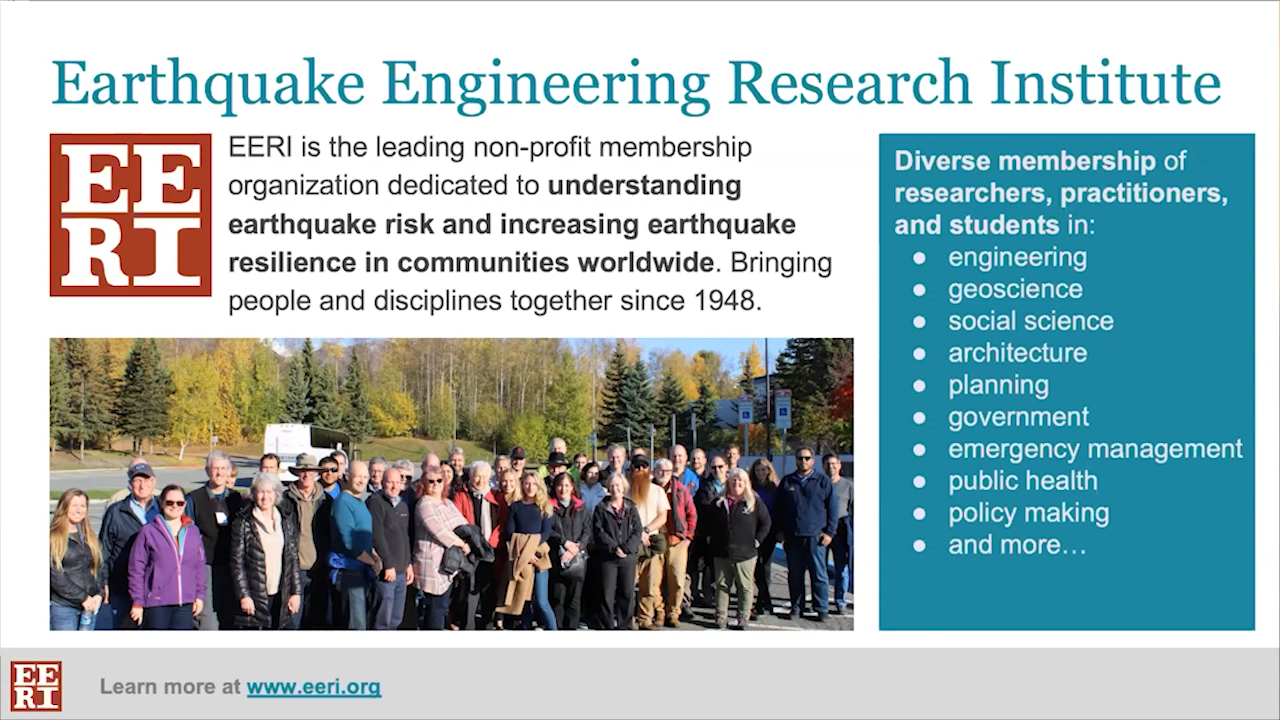 Earthquake Engineering Research Institute
EE
RI
EERI is the leading non-profit membership
organization dedicated to understanding
earthquake risk and increasing earthquake
resilience in communities worldwide. Bringing
people and disciplines together since 1948.
Diverse membership of
researchers, practitioners,
and students in:
● engineering
● geoscience
● social science
● architecture
● planning
● government
● emergency management
● public health
● policy making
● and more…
EE
RI
Learn more at www.eeri.org